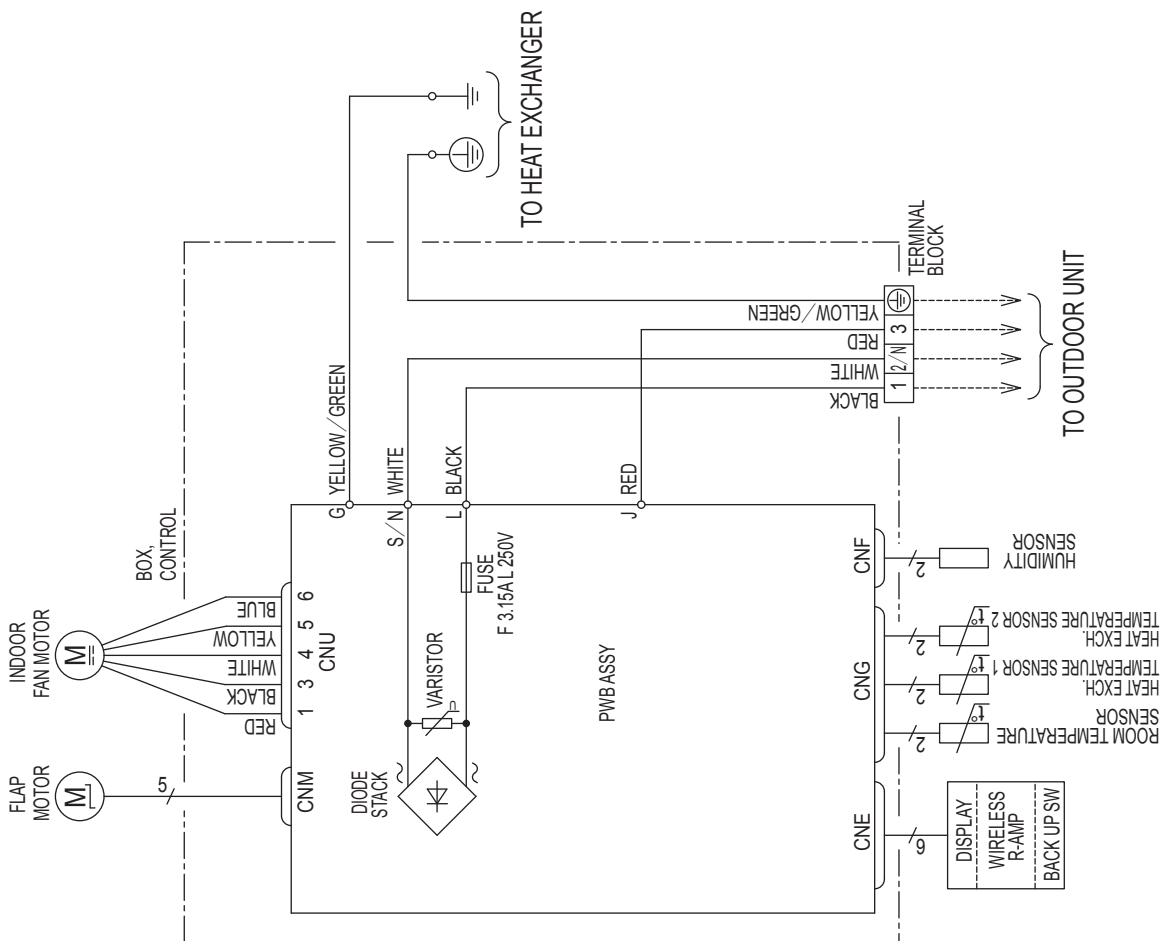 INDOOR
FAN MOTOR
M
FLAP
MOTOR
M
BOX,
CONTROL
RED
BLACK
WHITE
YELLOW
BLUE
1
3
4
5
6
CNU
5
CNM
VARISTOR
U
DIODE
STACK
FUSE
F 3.15A L 250V
PWB ASSY
G
YELLOW/GREEN
S/N
WHITE
L
BLACK
J
RED
TO HEAT EXCHANGER
TERMINAL
BLOCK
YELLOW/GREEN
RED
WHITE
BLACK
3
2/N
1
TO OUTDOOR UNIT
CNF
2
HUMIDITY
SENSOR
CNG
2
t°
HEAT EXCH.
TEMPERATURE SENSOR 2
2
t°
HEAT EXCH.
TEMPERATURE SENSOR 1
2
t°
ROOM TEMPERATURE
SENSOR
CNE
6
DISPLAY
WIRELESS
R-AMP
BACK UP SW